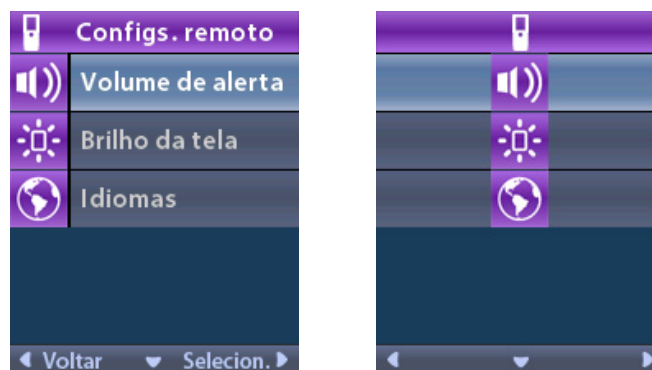 Configs. remoto
Volume de alerta
Brilho da tela
Idiomas
Voltar Selecion.